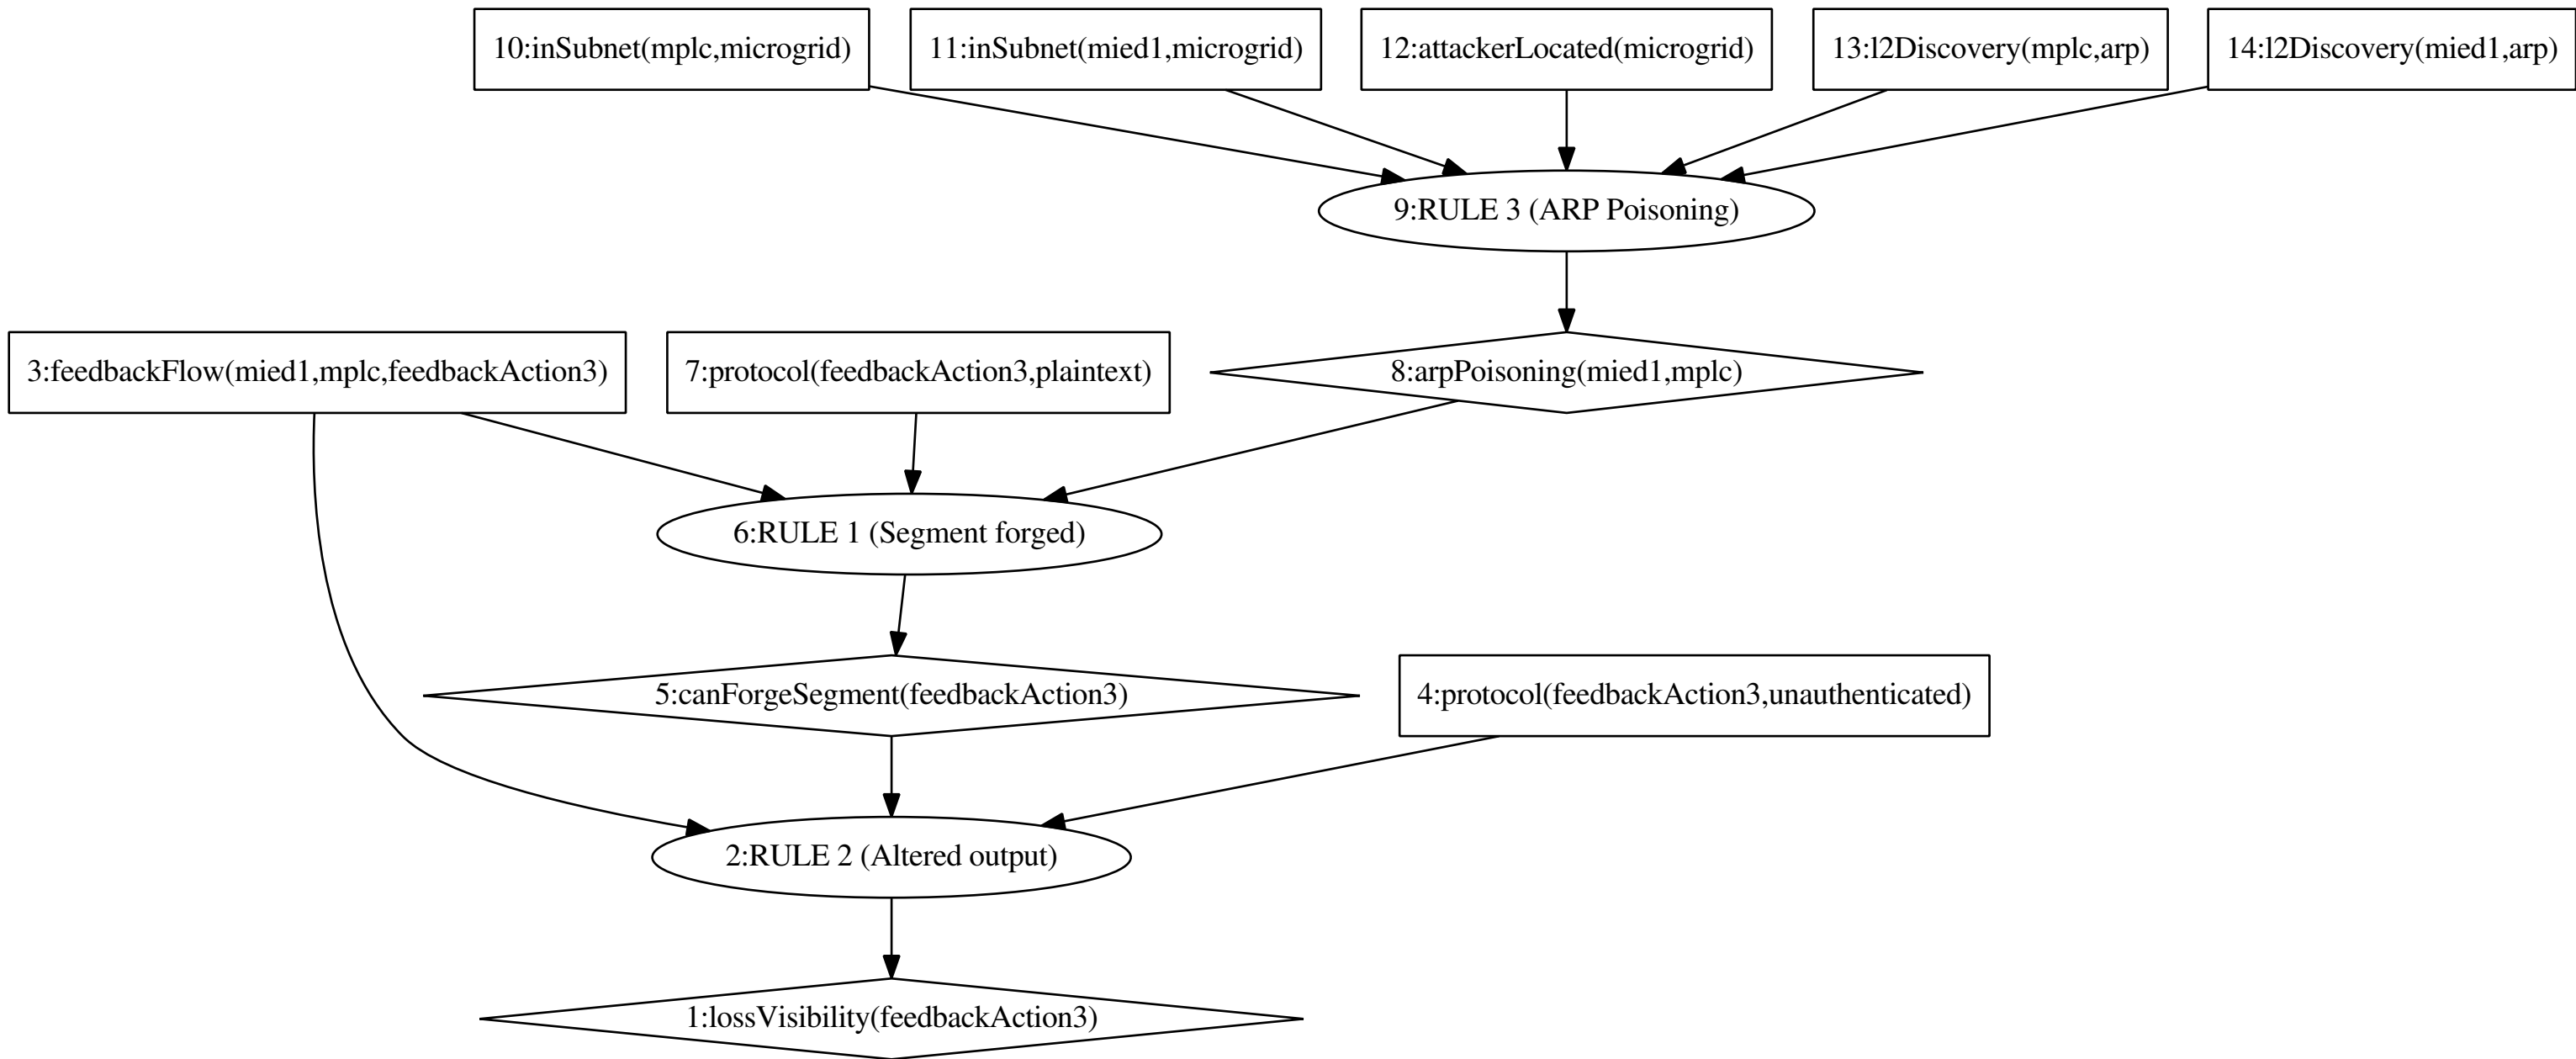 10:inSubnet(mplc,microgrid)
11:inSubnet(mied1,microgrid)
12:attackerLocated(microgrid)
13:l2Discovery(mplc,arp)
14:l2Discovery(mied1,arp)
9:RULE 3 (ARP Poisoning)
3:feedbackFlow(mied1,mplc,feedbackAction3)
7:protocol(feedbackAction3,plaintext)
8:arpPoisoning(mied1,mplc)
6:RULE 1 (Segment forged)
5:canForgeSegment(feedbackAction3)
4:protocol(feedbackAction3,unauthenticated)
2:RULE 2 (Altered output)
1:lossVisibility(feedbackAction3)